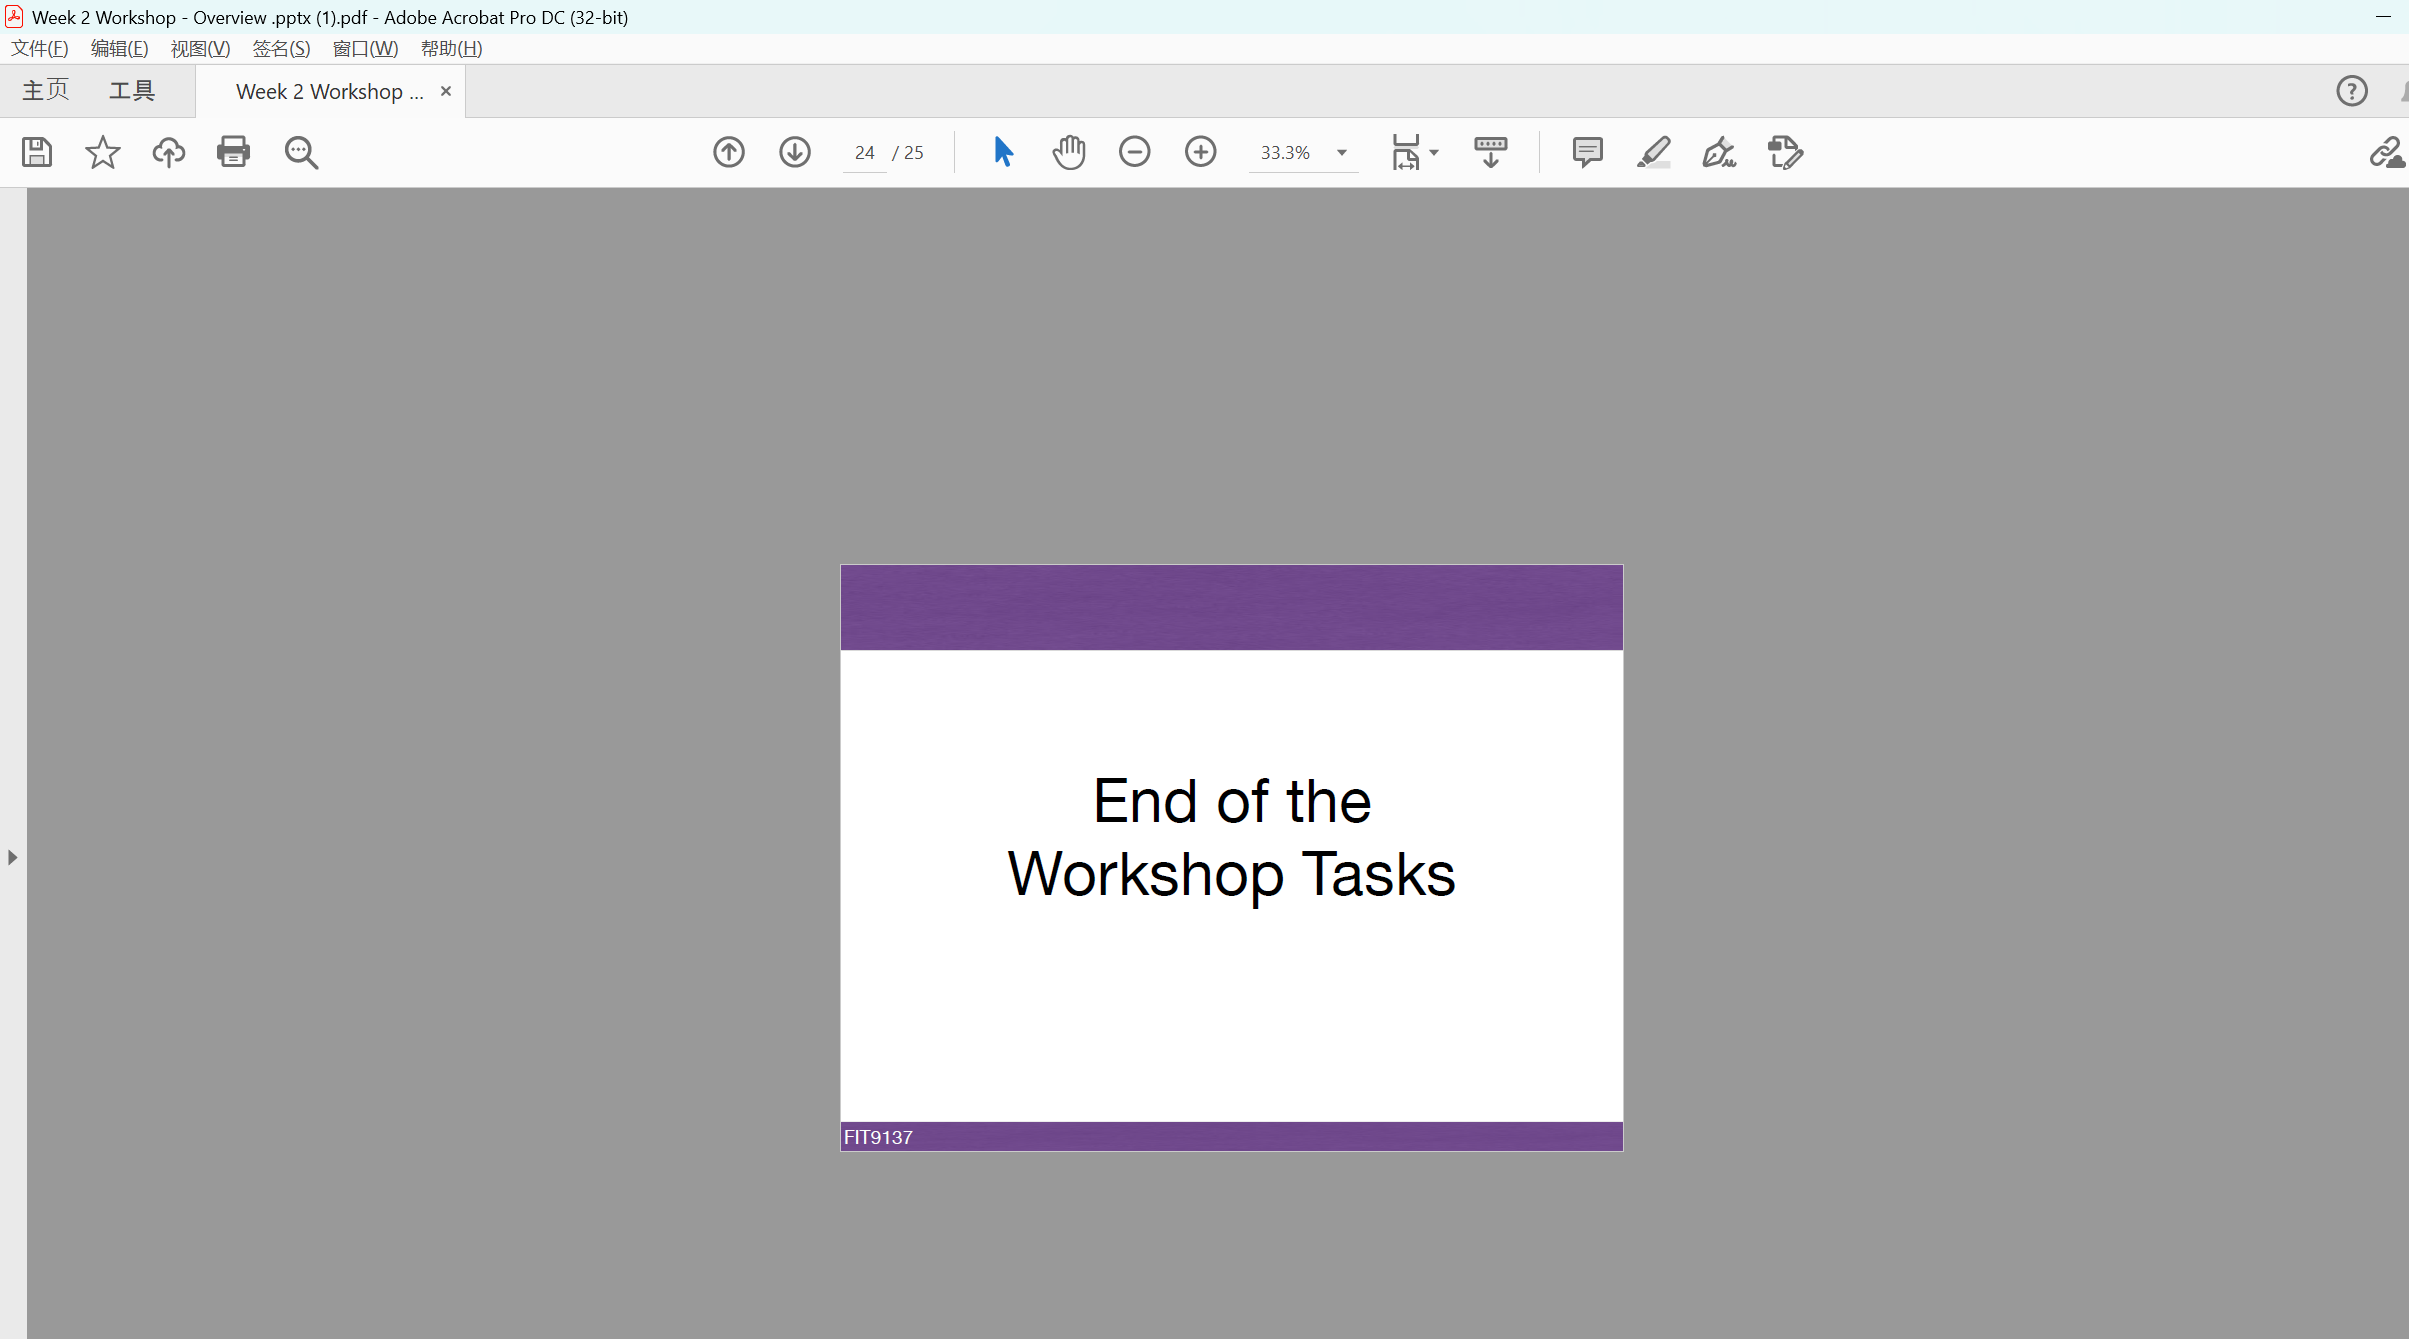 Week 2 Workshop - Overview .pptx (1).pdf - Adobe Acrobat Pro DC (32-bit)
文件(F) 编辑(E) 视图(V) 签名(S) 窗口(W) 帮助(H)
主页 工具 Week 2 Workshop ... ×
24 / 25 33.3%
End of the
Workshop Tasks
FIT9137